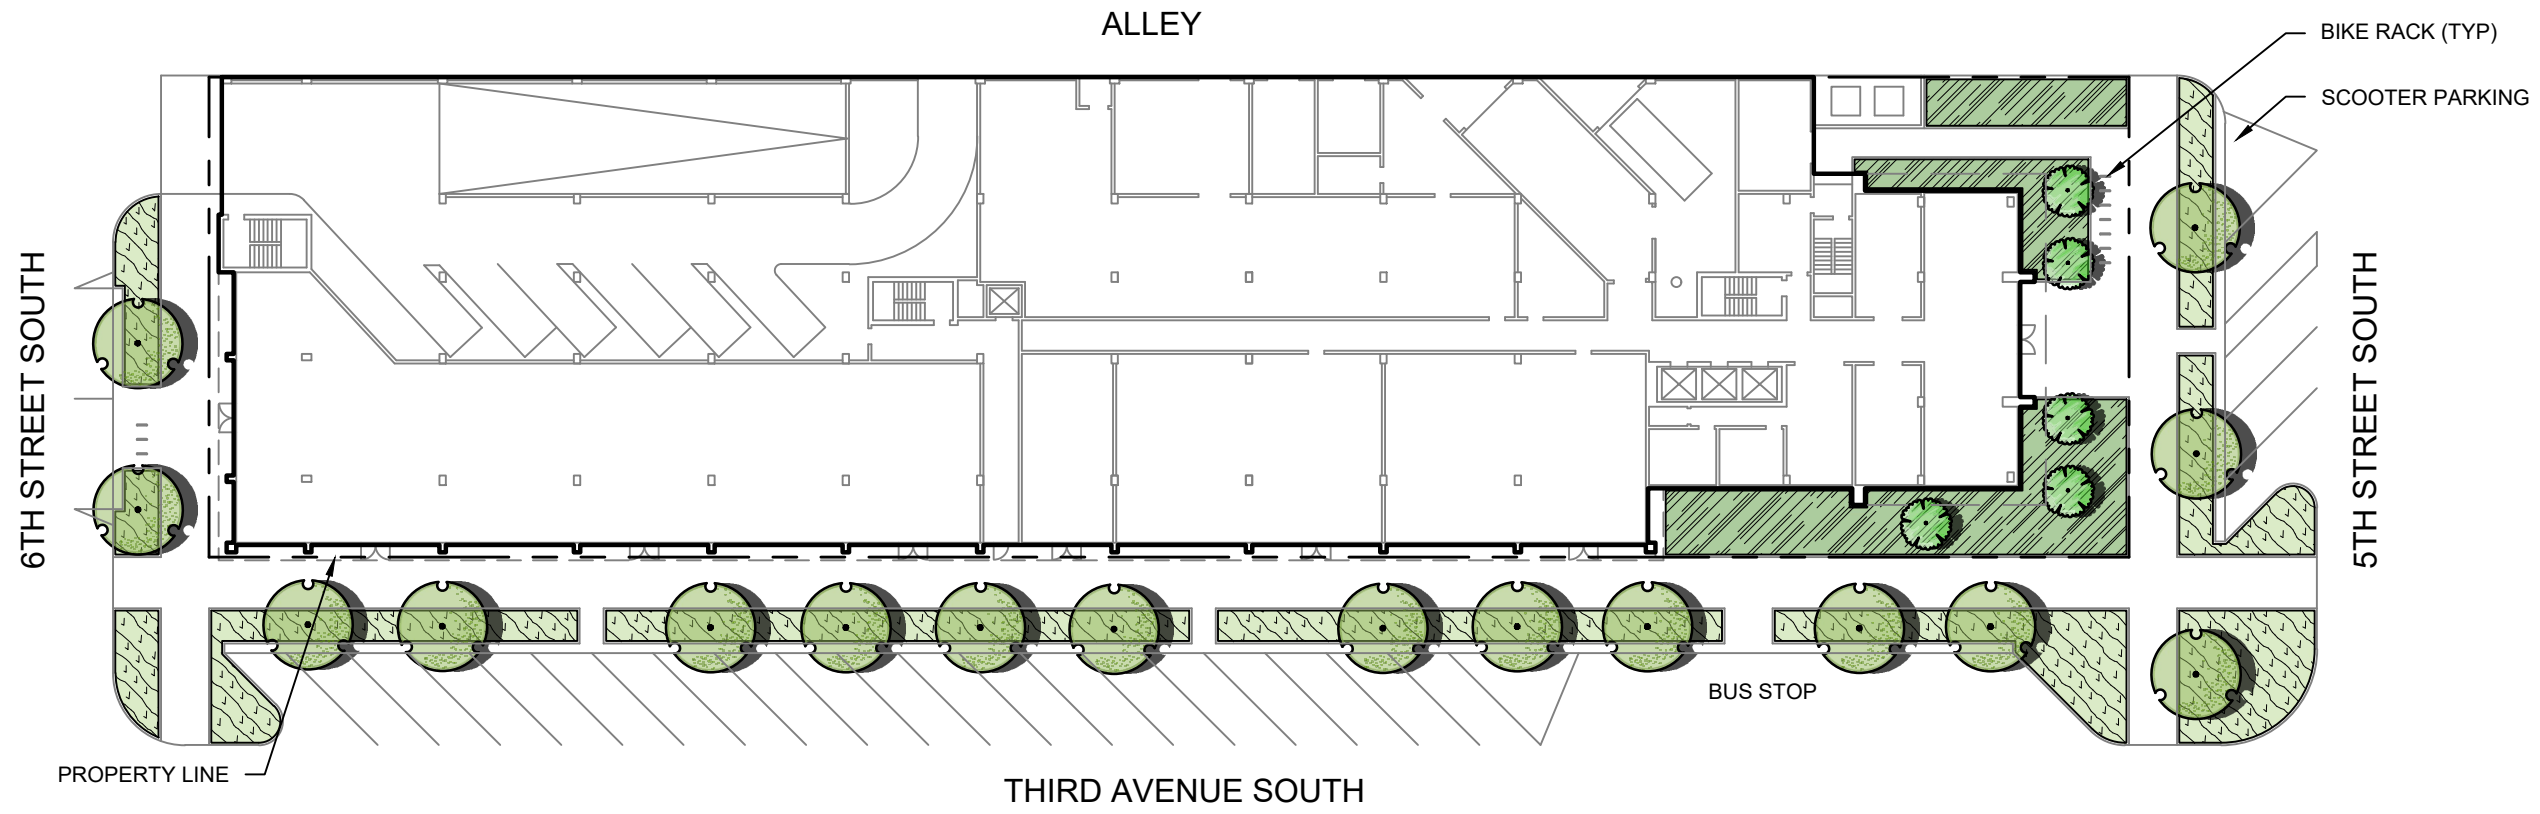 ALLEY
BIKE RACK (TYP)
SCOOTER PARKING
6TH STREET SOUTH
5TH STREET SOUTH
BUS STOP
PROPERTY LINE
THIRD AVENUE SOUTH